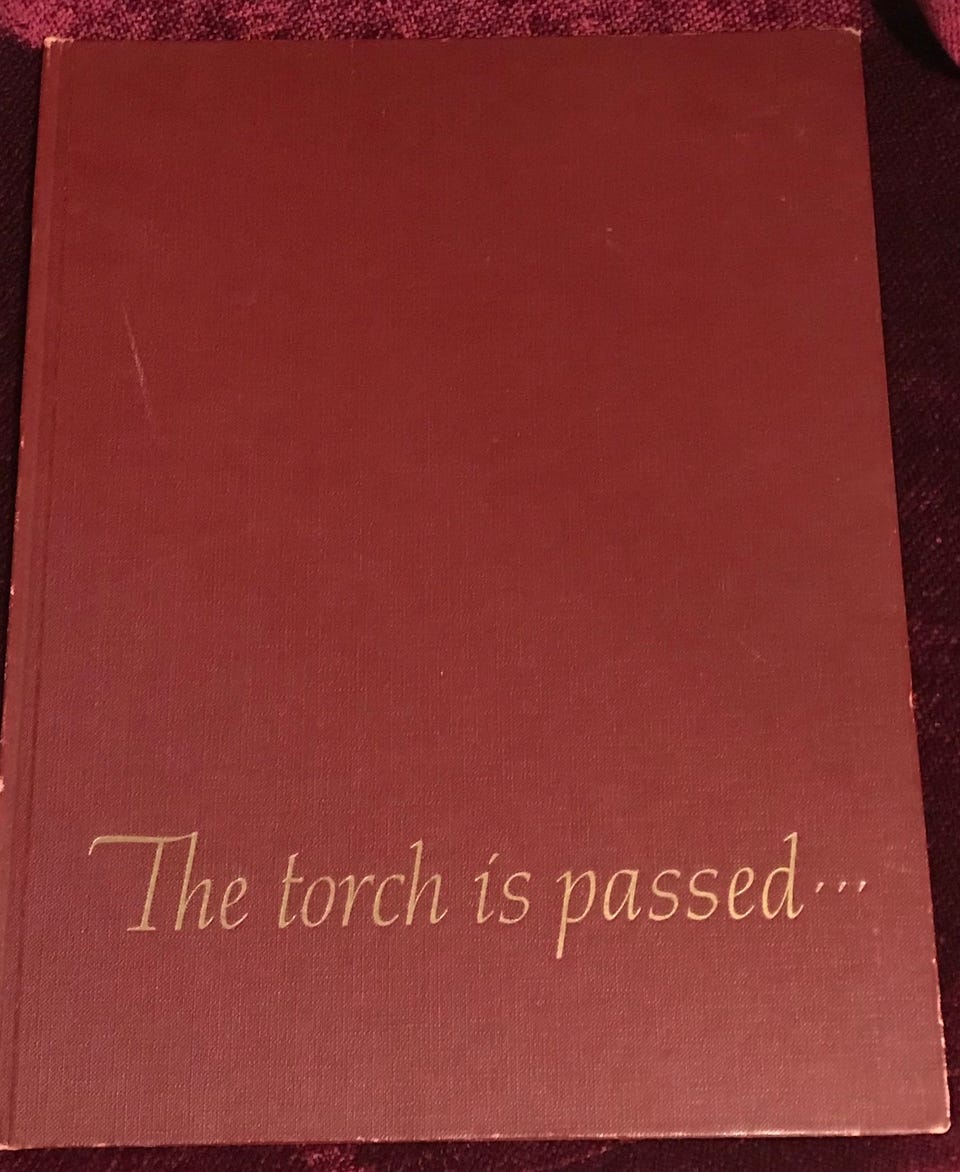 The torch is passed...